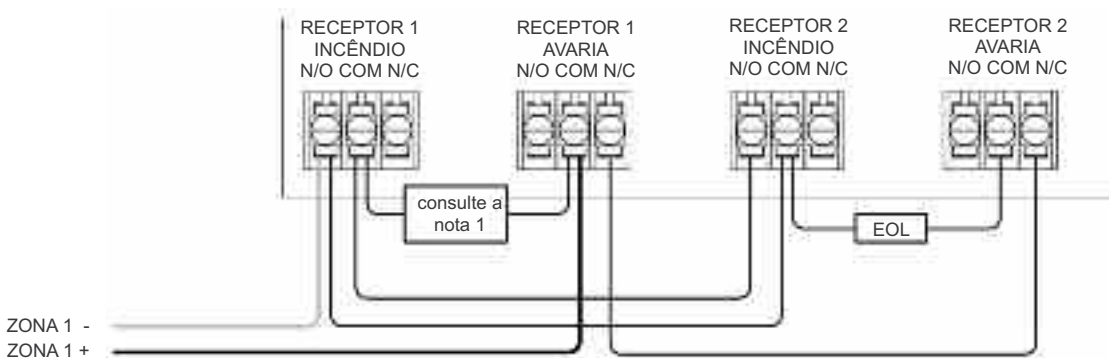 RECEPTOR 1
INCÊNDIO
N/O COM N/C
RECEPTOR 1
AVARIA
N/O COM N/C
RECEPTOR 2
INCÊNDIO
N/O COM N/C
RECEPTOR 2
AVARIA
N/O COM N/C
consulte a
nota 1
EOL
ZONA 1 -
ZONA 1 +